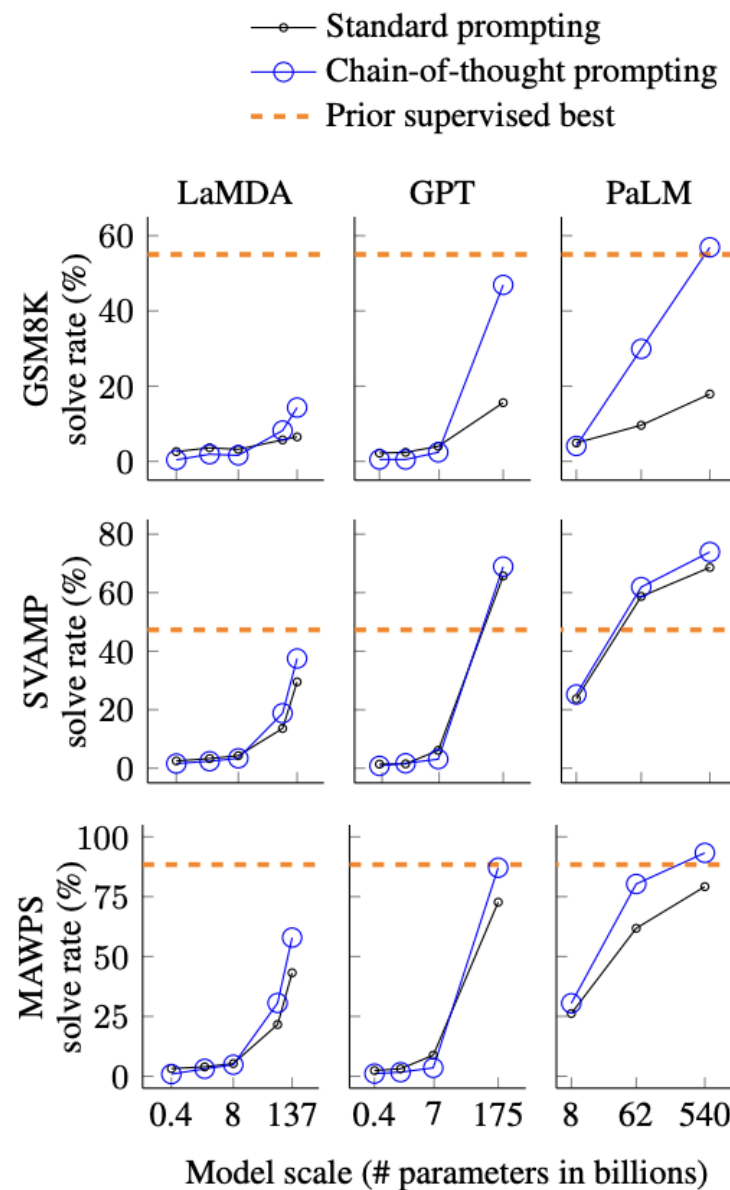 Standard prompting
Chain-of-thought prompting
Prior supervised best
LaMDA GPT PaLM
GSM8K
solve rate (%)
60
40
20
0
SVAMP
solve rate (%)
80
60
40
20
0
MAWPS
solve rate (%)
100
75
50
25
0
0.4 8 137 0.4 7 175 8 62 540
Model scale (# parameters in billions)